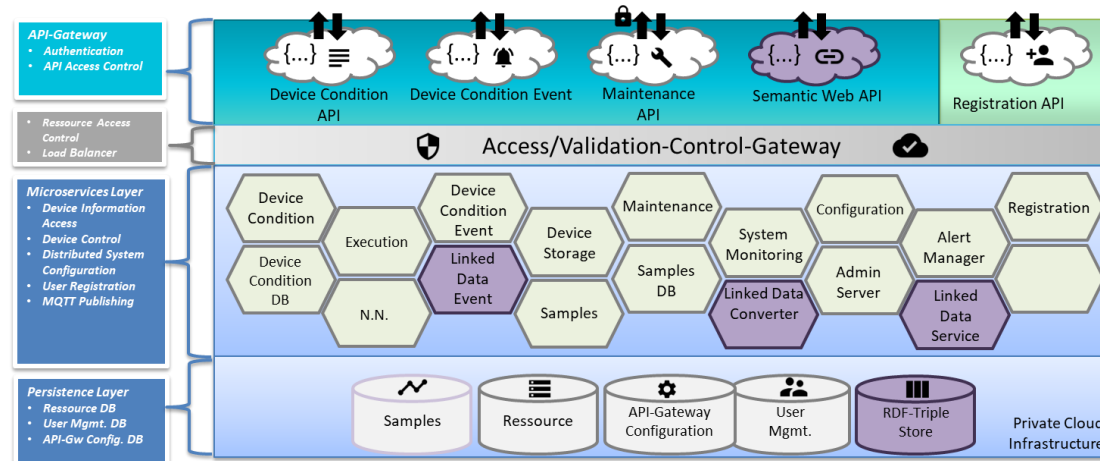 API-Gateway
• Authentication
• API Access Control
• Ressource Access
Control
• Load Balancer
Microservices Layer
• Device Information
Access
• Device Control
• Distributed System
Configuration
• User Registration
• MQTT Publishing
Persistence Layer
• Ressource DB
• User Mgmt. DB
• API-Gw Config. DB
{...}
Device Condition
API
{...}
Device Condition Event
{...}
Maintenance
API
{...}
Semantic Web API
{...}
Registration API
Access/Validation-Control-Gateway
Device
Condition
Execution
Device
Condition
Event
Device
Storage
Maintenance
System
Monitoring
Configuration
Alert
Manager
Registration
Device
Condition
DB
N.N.
Linked
Data
Event
Samples
Samples
DB
Linked Data
Converter
Admin
Server
Linked
Data
Service
Samples
Ressource
API-Gateway
Configuration
User
Mgmt.
RDF-Triple
Store
Private Cloud
Infrastructure